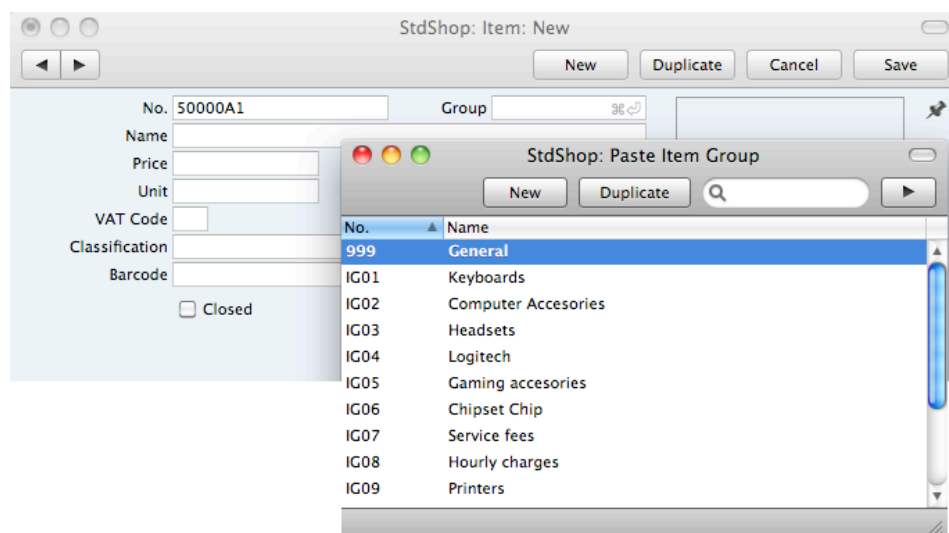 StdShop: Item: New
New Duplicate Cancel Save
No. 50000A1 Group ⌘⏎
Name
Price
Unit
VAT Code
Classification
Barcode
Closed
StdShop: Paste Item Group
New Duplicate
No. Name
999 General
IG01 Keyboards
IG02 Computer Accesories
IG03 Headsets
IG04 Logitech
IG05 Gaming accesories
IG06 Chipset Chip
IG07 Service fees
IG08 Hourly charges
IG09 Printers